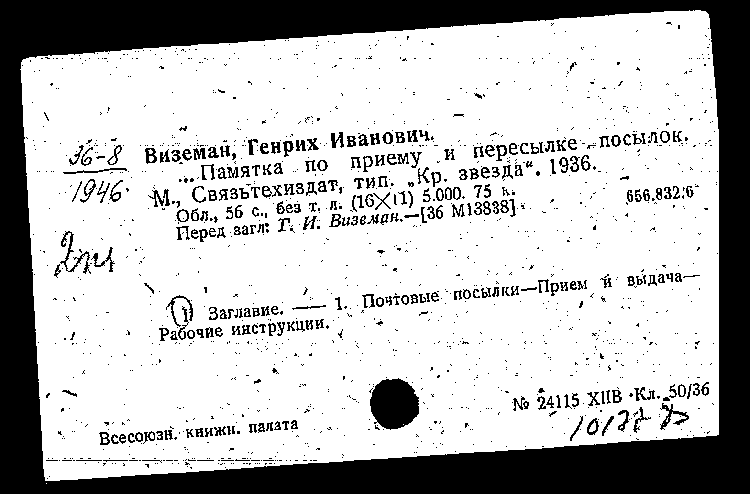 36-8
1946
Виземан, Генрих Иванович.
...Памятка по приему и пересылке посылок.
М., Связьтехиздат, тип. „Кр. звезда“. 1936.
Обл., 56 с., без т. л. (16×11) 5.000. 75 к.
656.832.6
Перед загл: Г. И. Виземан.—[36 М13838]
1 Заглавие. —— 1. Почтовые посылки—Прием и выдача—
Рабочие инструкции.
№ 24115 XIIВ Кл. 50/36
Всесоюзн. книжн. палата